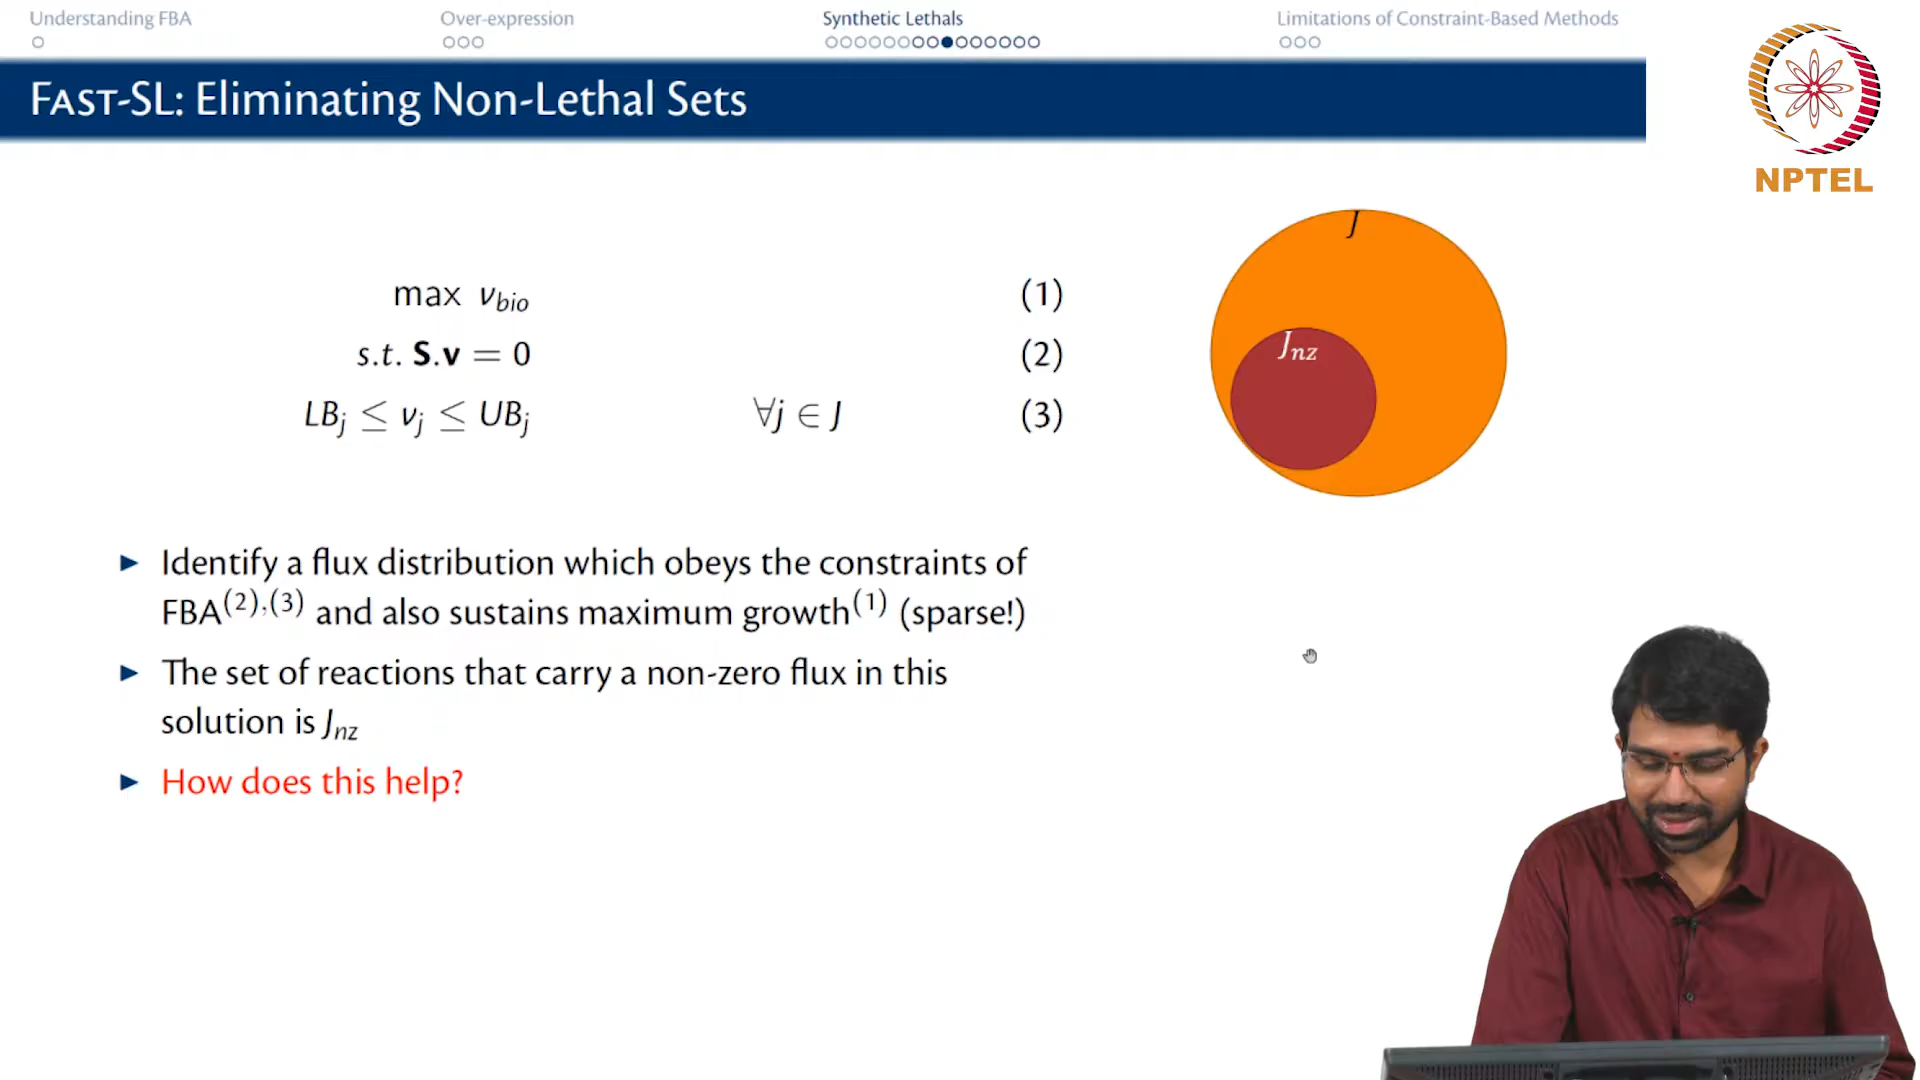 Understanding FBA
Over-expression
Synthetic Lethals
Limitations of Constraint-Based Methods
FAST-SL: Eliminating Non-Lethal Sets
NPTEL
max v_bio (1)
s.t. S.v = 0 (2)
LB_j ≤ v_j ≤ UB_j ∀j ∈ J (3)
J
J_nz
▶ Identify a flux distribution which obeys the constraints of
FBA^(2),(3) and also sustains maximum growth^(1) (sparse!)
▶ The set of reactions that carry a non-zero flux in this
solution is J_nz
▶ How does this help?